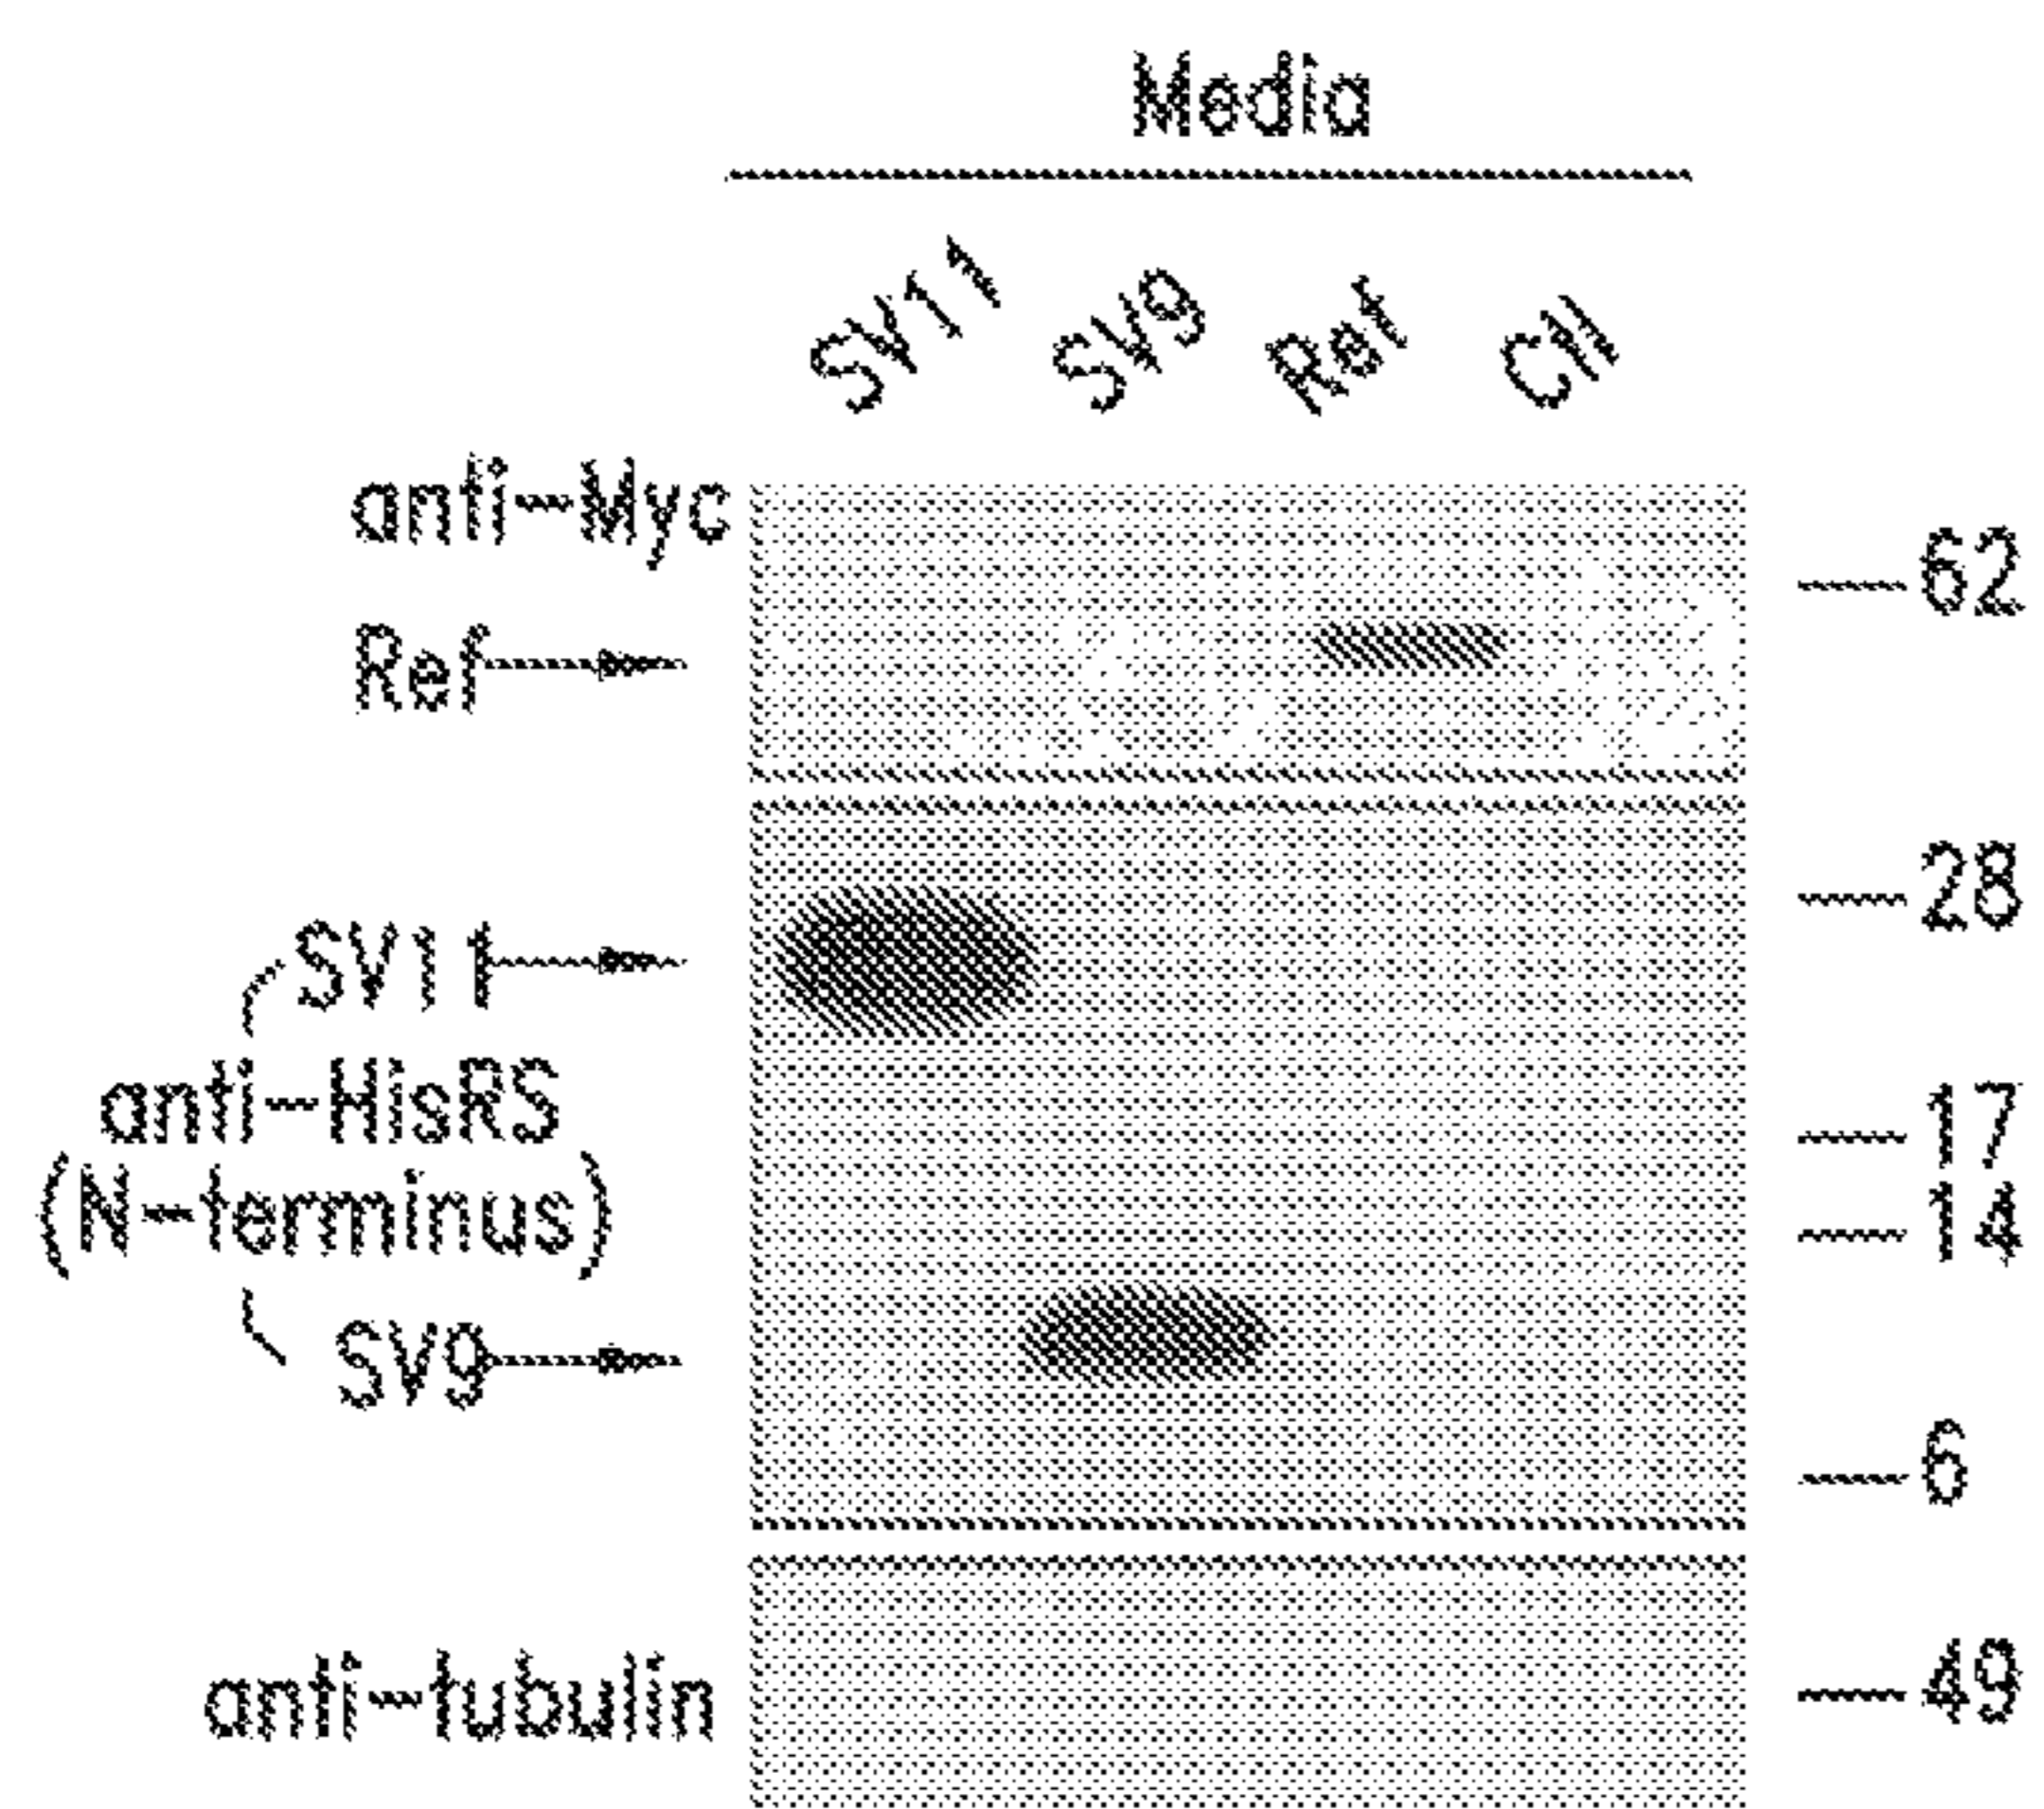 Media
SV11 SV9 Ref Ctl
anti-Myc
62
Ref
28
SV11
anti-HisRS
17
(N-terminus)
14
SV9
6
anti-tubulin
49